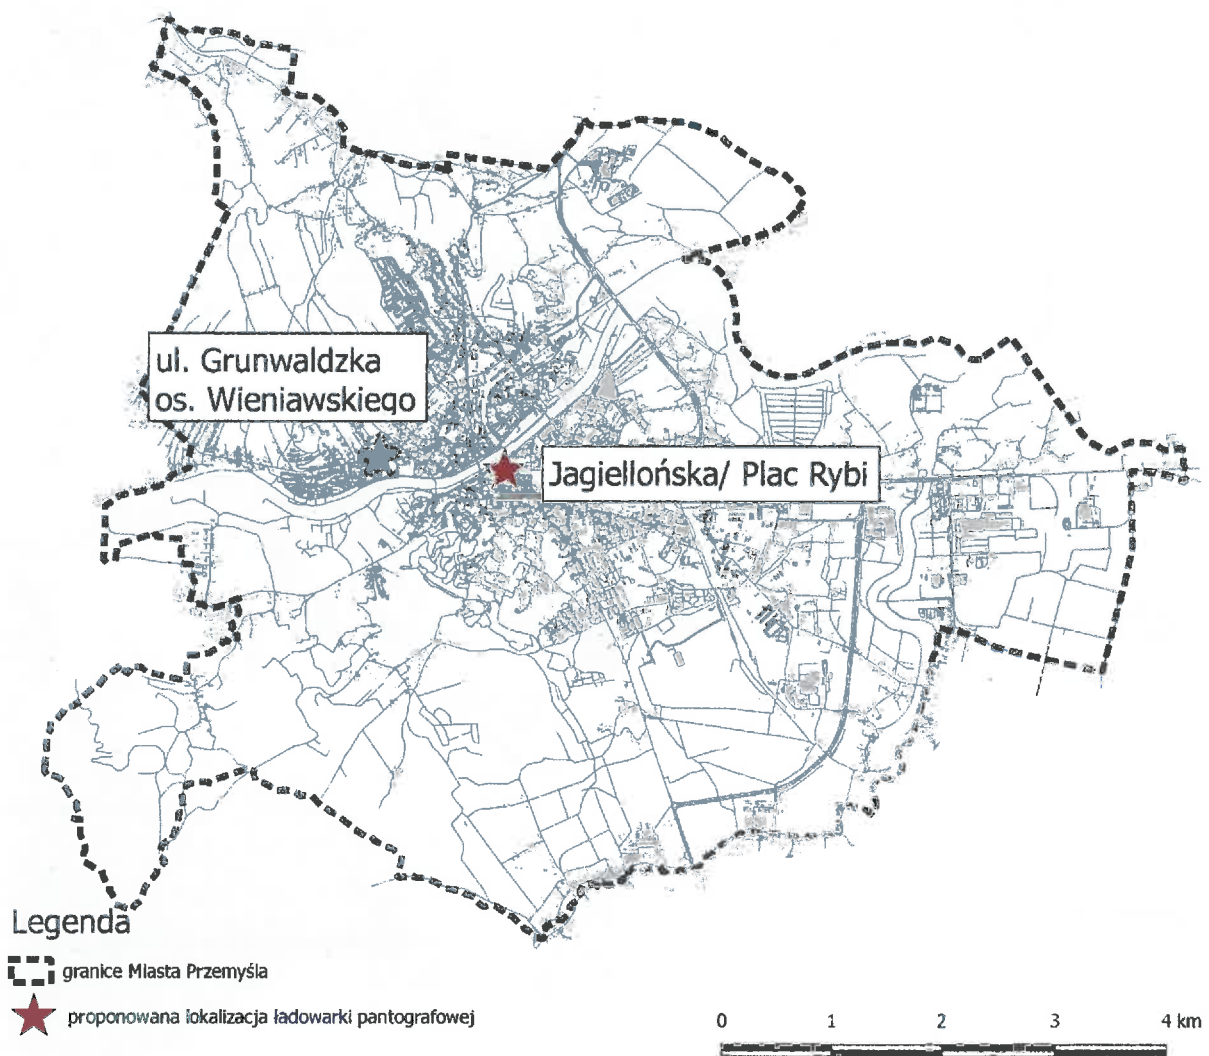 ul. Grunwaldzka
os. Wieniawskiego
Jagiellońska/ Plac Rybi
Legenda
granice Miasta Przemyśla
proponowana lokalizacja ładowarki pantografowej
0 1 2 3 4 km